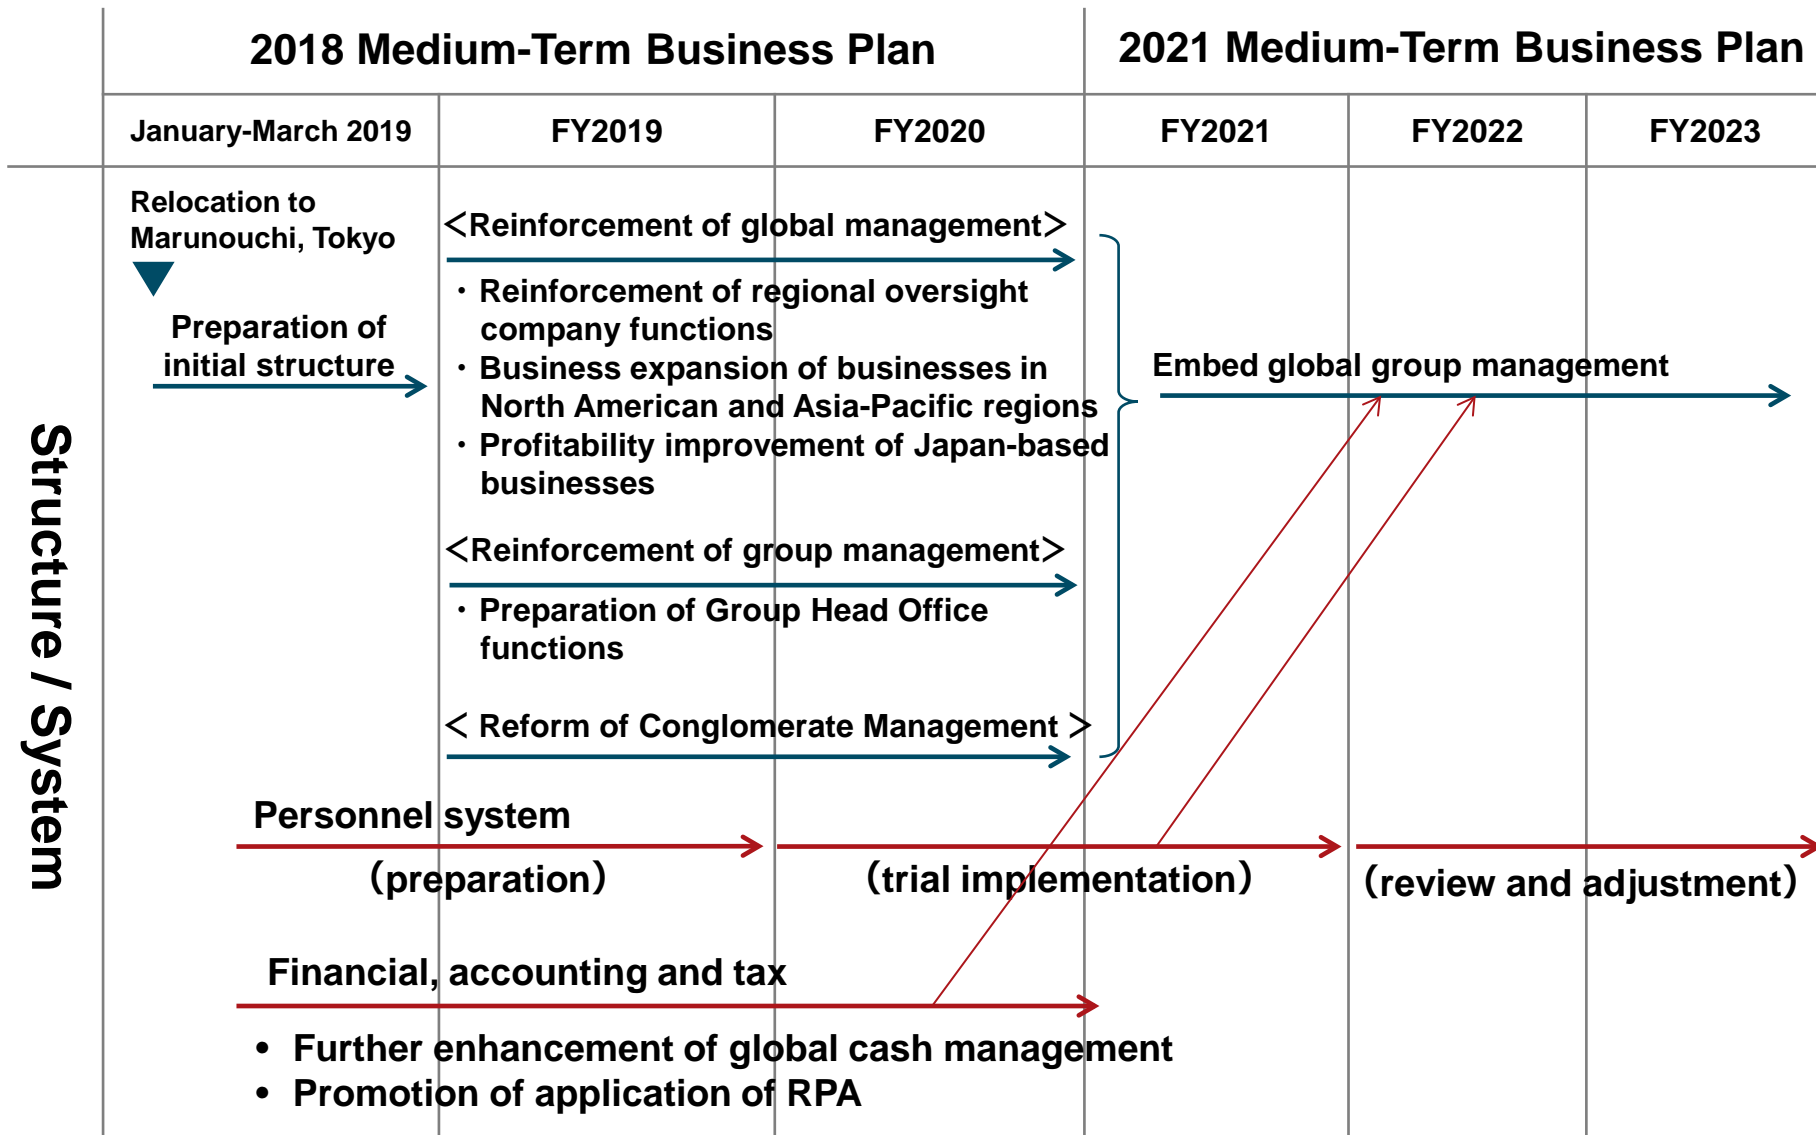 2018 Medium-Term Business Plan
2021 Medium-Term Business Plan
January-March 2019
FY2019
FY2020
FY2021
FY2022
FY2023
Structure / System
Relocation to
Marunouchi, Tokyo
Preparation of
initial structure
<Reinforcement of global management>
・Reinforcement of regional oversight
company functions
・Business expansion of businesses in
North American and Asia-Pacific regions
・Profitability improvement of Japan-based
businesses
<Reinforcement of group management>
・Preparation of Group Head Office
functions
< Reform of Conglomerate Management >
Embed global group management
Personnel system
（preparation）
（trial implementation）
（review and adjustment）
Financial, accounting and tax
• Further enhancement of global cash management
• Promotion of application of RPA